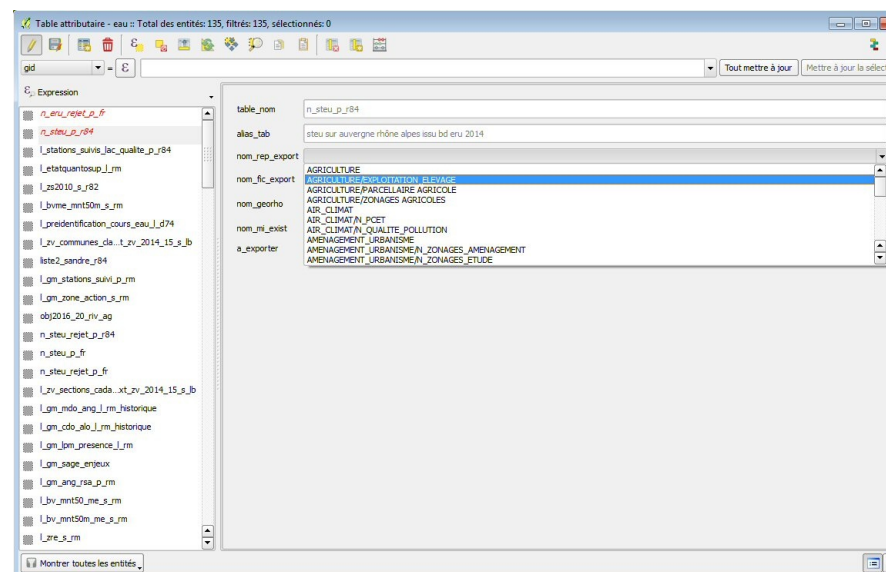 Table attributaire - eau :: Total des entités: 135, filtrés: 135, sélectionnés: 0
gid
= ε
Tout mettre à jour
Mettre à jour la sélec
Expression
n_eru_rejet_p_fr
n_steu_p_r84
l_stations_suivis_lac_qualite_p_r84
l_etatquantosup_l_rm
l_zs2010_s_r82
l_bvme_mnt50m_s_rm
l_preidentification_cours_eau_l_d74
l_zv_communes_cla...t_zv_2014_15_s_lb
liste2_sandre_r84
l_gm_stations_suivi_p_rm
l_gm_zone_action_s_rm
obj2016_20_riv_ag
n_steu_rejet_p_r84
n_steu_p_fr
n_steu_rejet_p_fr
l_zv_sections_cada...xt_zv_2014_15_s_lb
l_gm_mdo_ang_l_rm_historique
l_gm_cdo_alo_l_rm_historique
l_gm_lpm_presence_l_rm
l_gm_sage_enjeux
l_gm_ang_rsa_p_rm
l_bv_mnt50_me_s_rm
l_bv_mnt50m_me_s_rm
l_zre_s_rm
Montrer toutes les entités
table_nom n_steu_p_r84
alias_tab steu sur auvergne rhône alpes issu bd eru 2014
nom_rep_export
nom_fic_export
nom_georho
nom_mi_exist
a_exporter
AGRICULTURE
AGRICULTURE/EXPLOITATION_ELEVAGE
AGRICULTURE/PARCELLAIRE AGRICOLE
AGRICULTURE/ZONAGES AGRICOLES
AIR_CLIMAT
AIR_CLIMAT/N_PCET
AIR_CLIMAT/N_QUALITE_POLLUTION
AMENAGEMENT_URBANISME
AMENAGEMENT_URBANISME/N_ZONAGES_AMENAGEMENT
AMENAGEMENT_URBANISME/N_ZONAGES_ETUDE